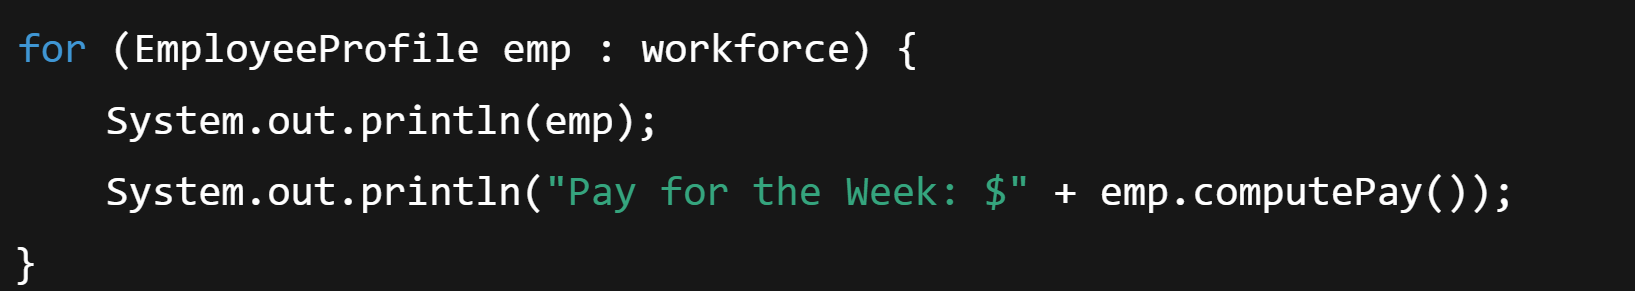 for (EmployeeProfile emp : workforce) {
    System.out.println(emp);
    System.out.println("Pay for the Week: $" + emp.computePay());
}